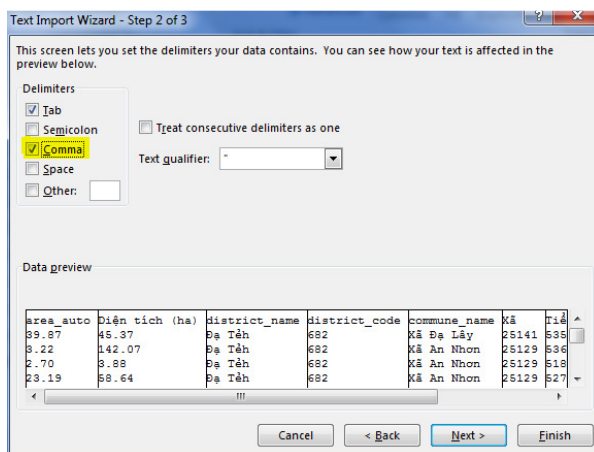 Text Import Wizard - Step 2 of 3
This screen lets you set the delimiters your data contains. You can see how your text is affected in the
preview below.
Delimiters
Tab
Semicolon
Comma
Space
Other:
Treat consecutive delimiters as one
Text qualifier: "
Data preview
area_auto Diện tích (ha) district_name district_code commune_name Xã Tiể
39.87 45.37 Đạ Tẻh 682 Xã Đạ Lây 25141 535
3.22 142.07 Đạ Tẻh 682 Xã An Nhơn 25129 536
2.70 3.88 Đạ Tẻh 682 Xã An Nhơn 25129 518
23.19 58.64 Đạ Tẻh 682 Xã An Nhơn 25129 527
Cancel < Back Next > Finish